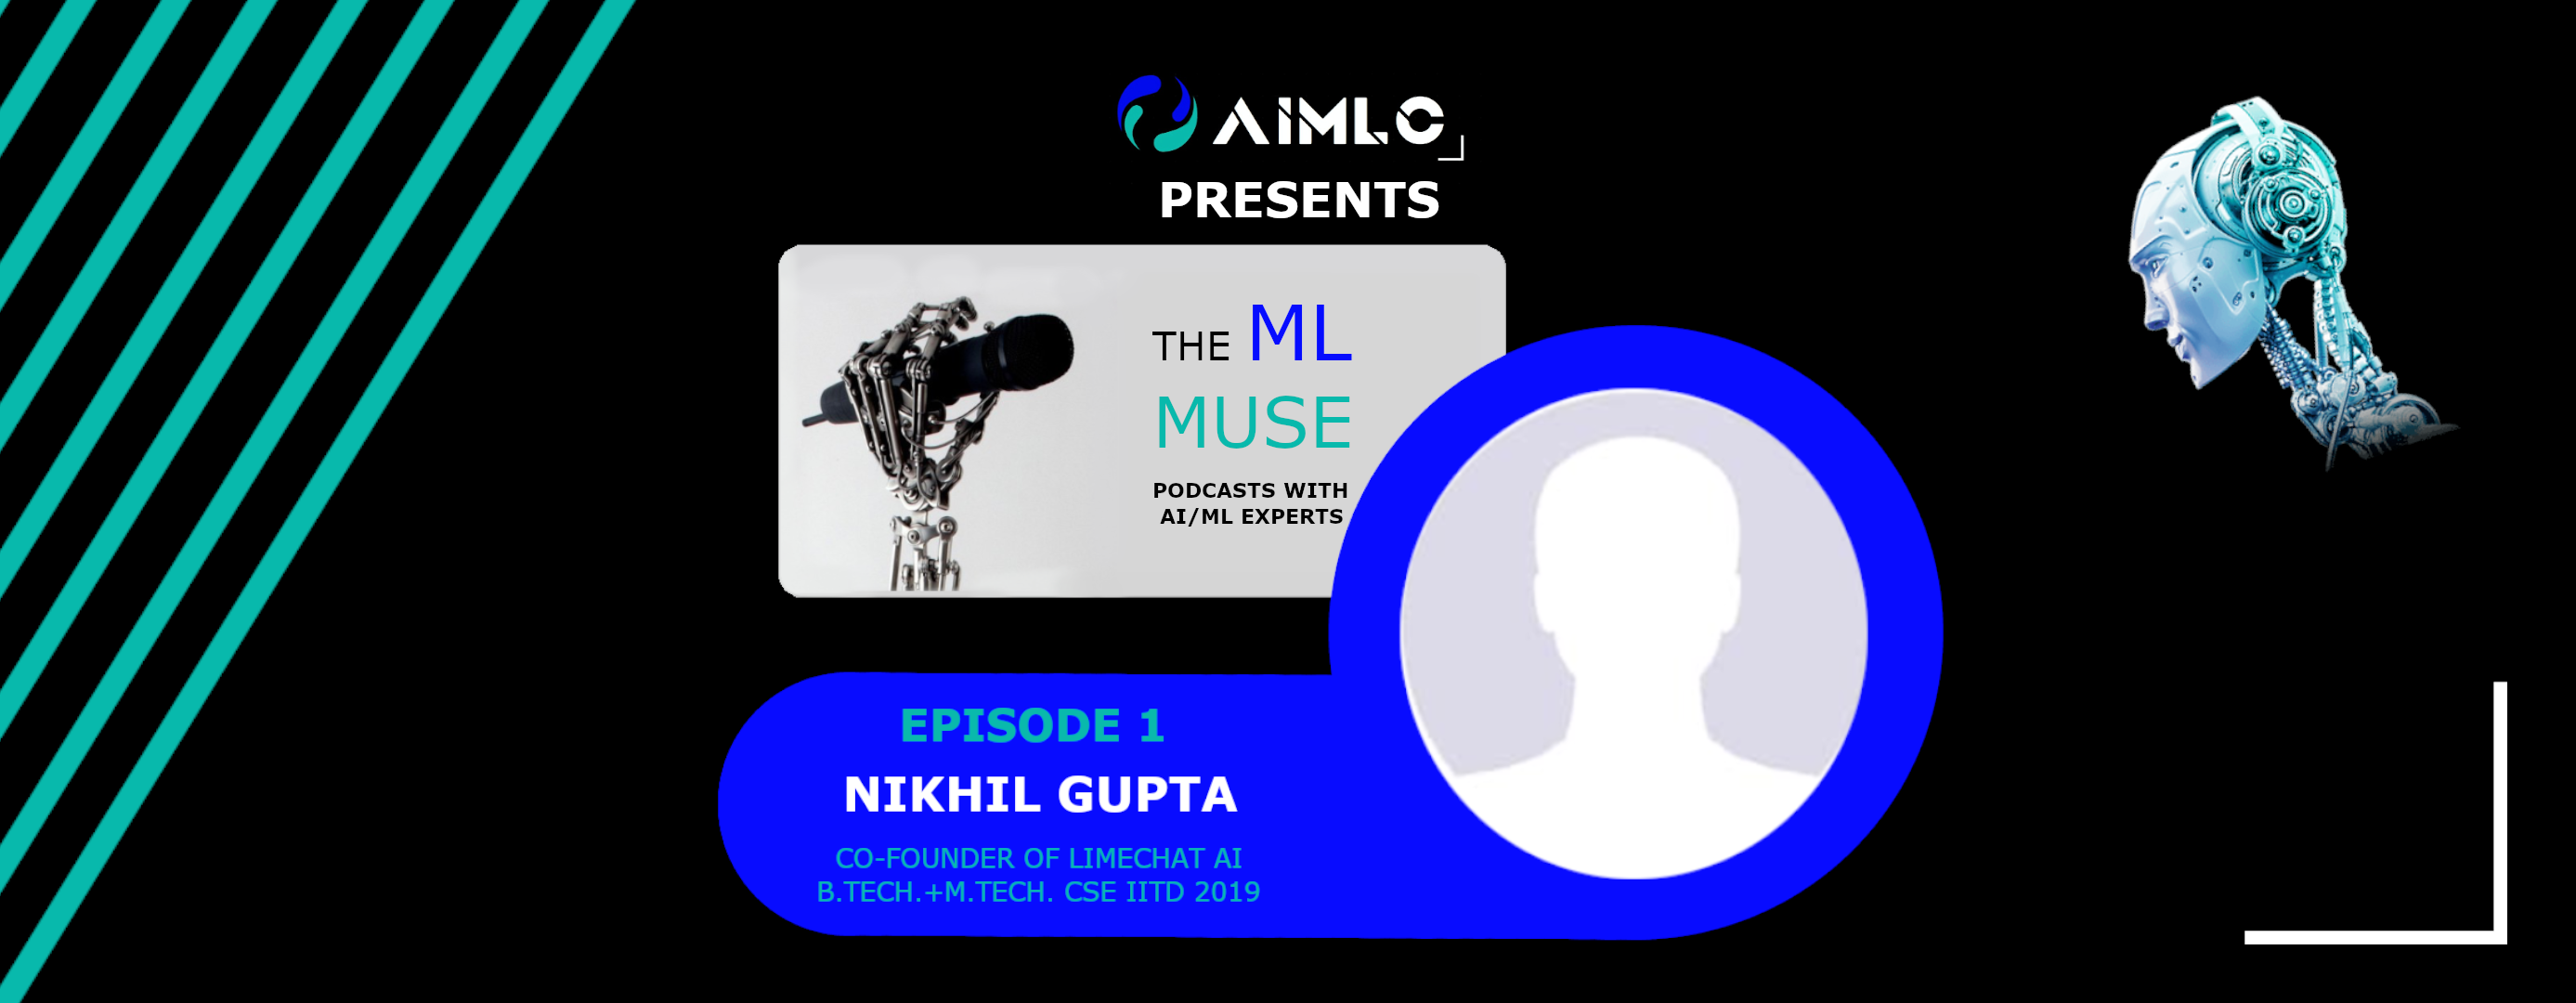 AIMLC
PRESENTS
THE ML
MUSE
PODCASTS WITH
AI/ML EXPERTS
EPISODE 1
NIKHIL GUPTA
CO-FOUNDER OF LIMECHAT AI
B.TECH.+M.TECH. CSE IITD 2019